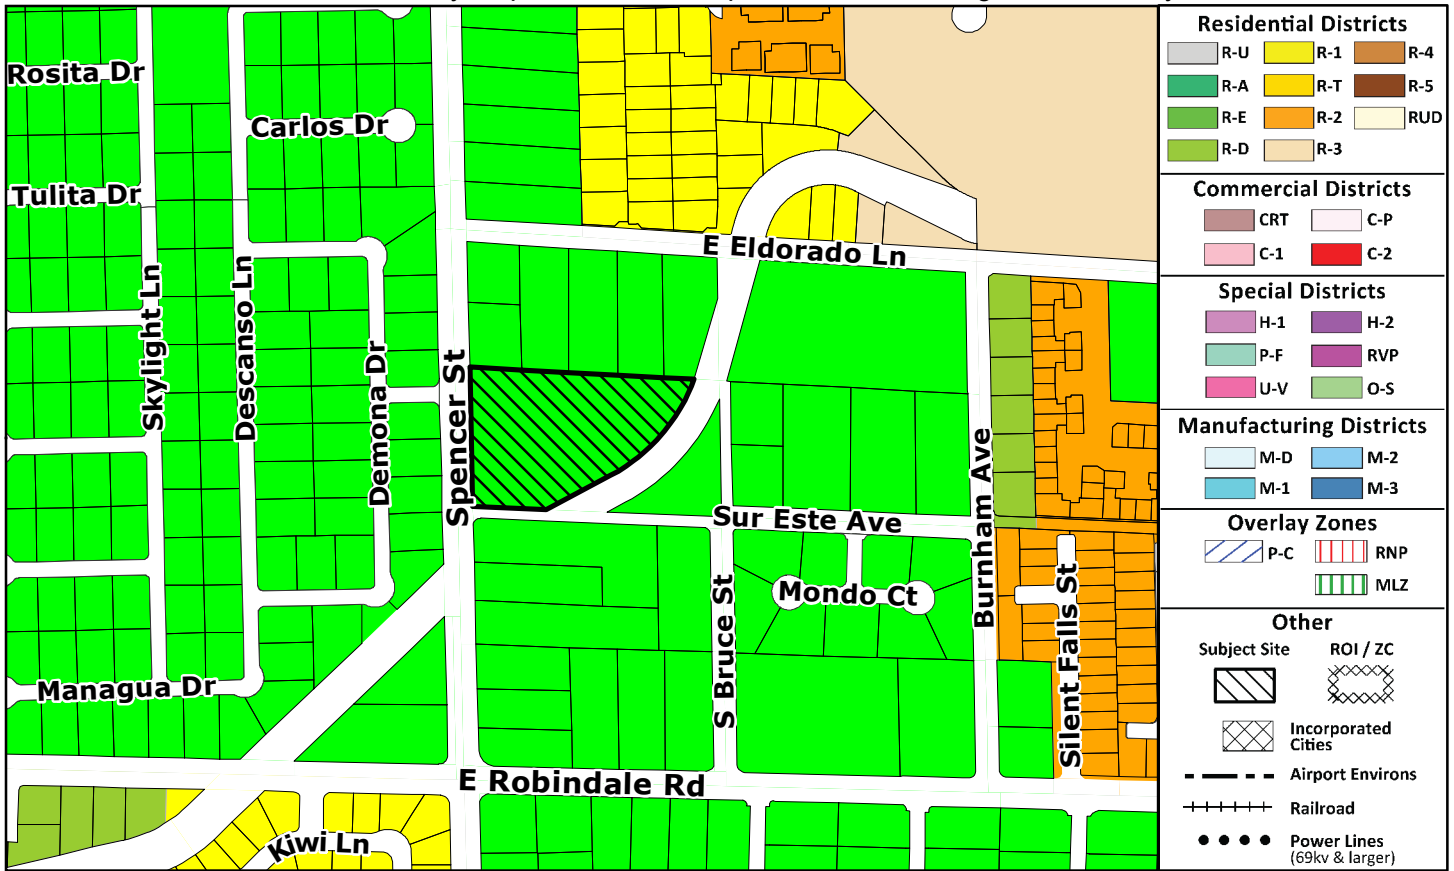 Rosita Dr
Carlos Dr
Tulita Dr
E Eldorado Ln
Skylight Ln
Descanso Ln
Demona Dr
Spencer St
Burnham Ave
Sur Este Ave
Mondo Ct
S Bruce St
Silent Falls St
Managua Dr
E Robindale Rd
Kiwi Ln
Residential Districts
R-U R-1 R-4
R-A R-T R-5
R-E R-2 RUD
R-D R-3
Commercial Districts
CRT C-P
C-1 C-2
Special Districts
H-1 H-2
P-F RVP
U-V O-S
Manufacturing Districts
M-D M-2
M-1 M-3
Overlay Zones
P-C RNP
MLZ
Other
Subject Site ROI / ZC
Incorporated
Cities
Airport Environs
Railroad
Power Lines
(69kv & larger)